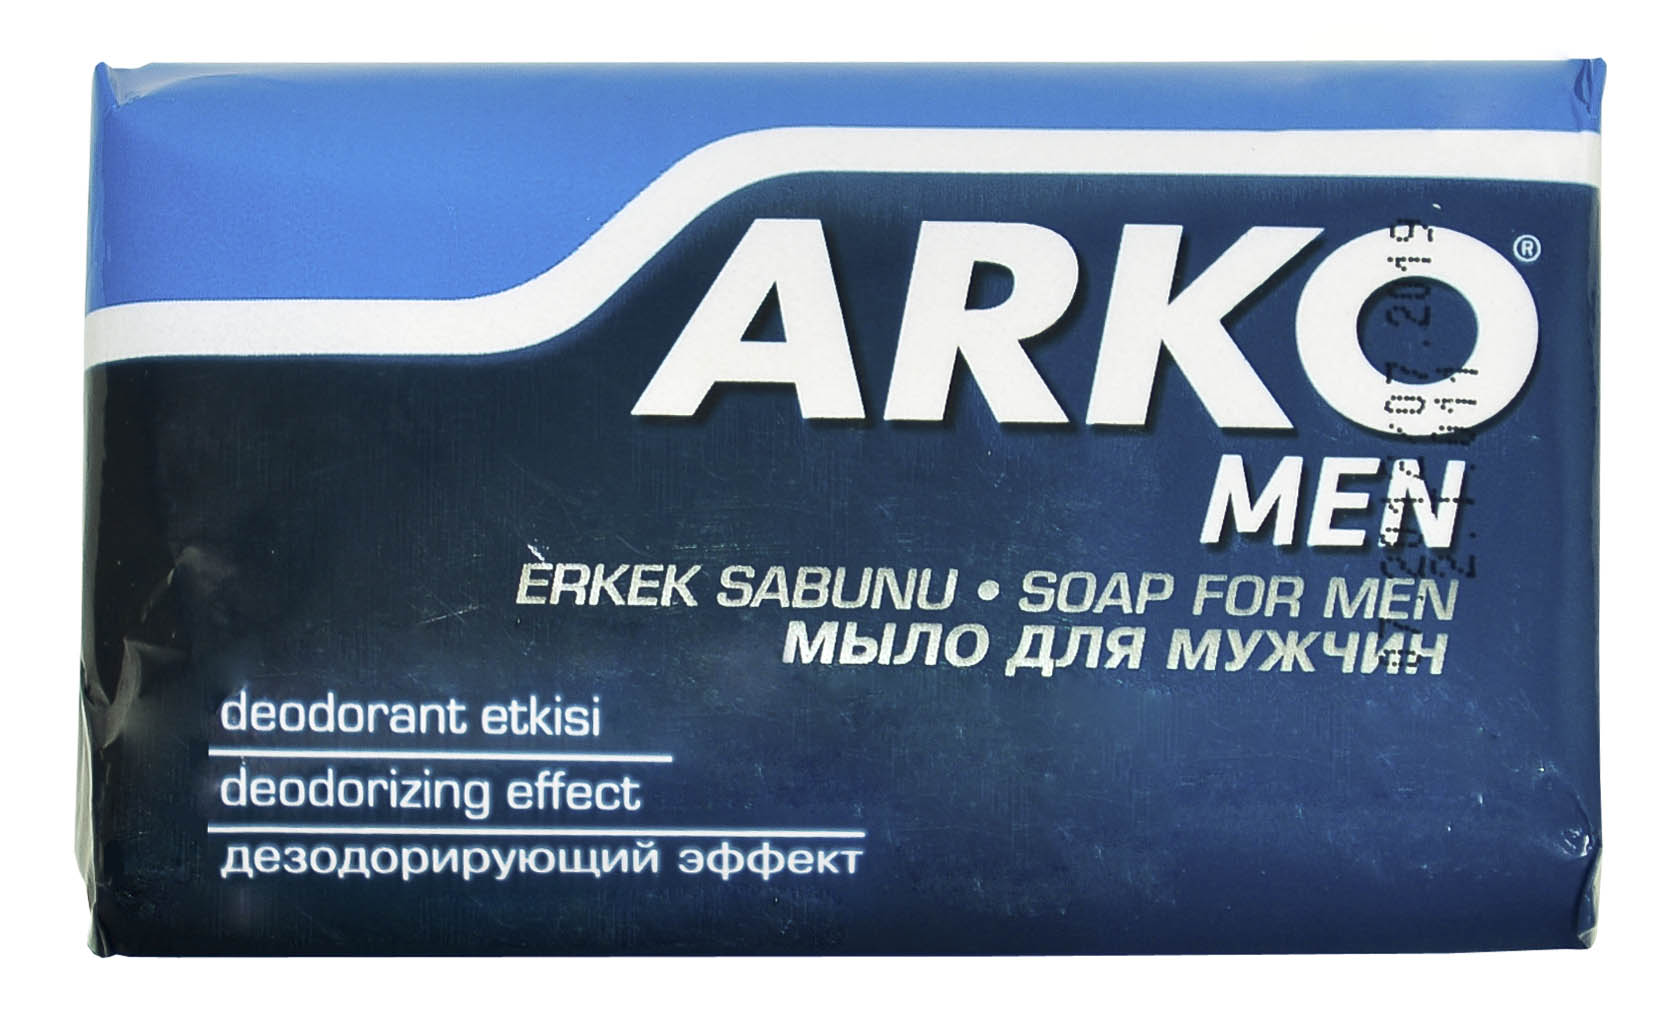 ARKO®
MEN
ERKEK SABUNU • SOAP FOR MEN
МЫЛО ДЛЯ МУЖЧИН
deodorant etkisi
deodorizing effect
дезодорирующий эффект